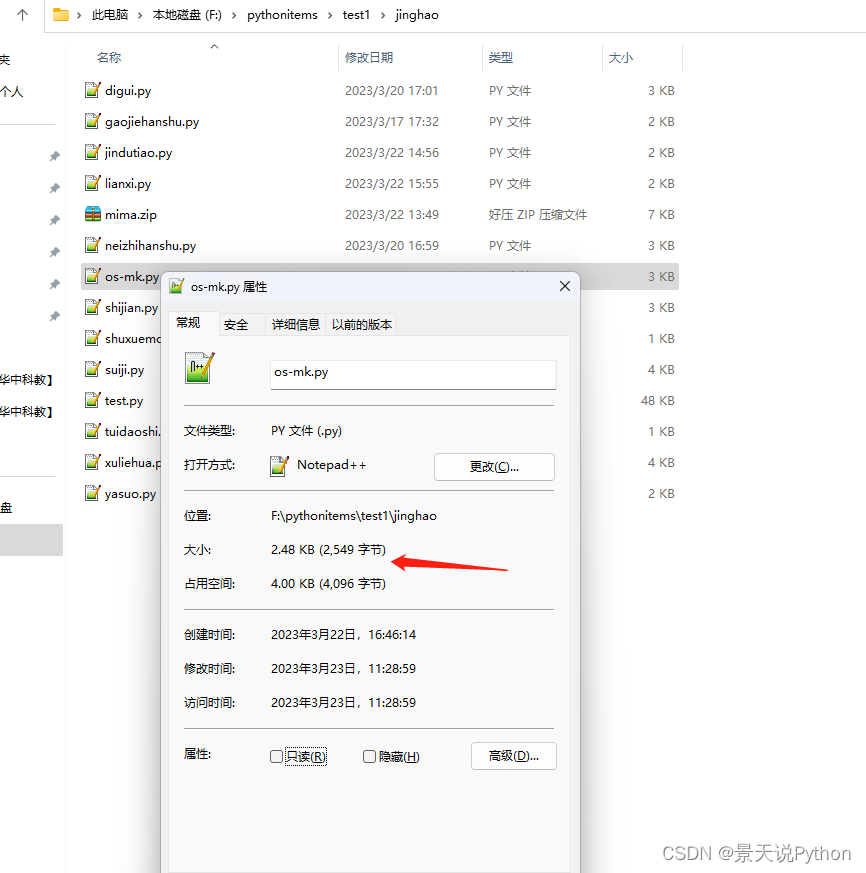 此电脑 › 本地磁盘 (F:) › pythonitems › test1 › jinghao
名称 修改日期 类型 大小
夹
个人
digui.py 2023/3/20 17:01 PY 文件 3 KB
gaojiehanshu.py 2023/3/17 17:32 PY 文件 2 KB
jindutiao.py 2023/3/22 14:56 PY 文件 2 KB
lianxi.py 2023/3/22 15:55 PY 文件 2 KB
mima.zip 2023/3/22 13:49 好压 ZIP 压缩文件 7 KB
neizhihanshu.py 2023/3/20 16:59 PY 文件 3 KB
os-mk.py 3 KB
shijian.py 3 KB
shuxuemo 1 KB
suiji.py 4 KB
test.py 48 KB
tuidaoshi. 1 KB
xuliehua.p 4 KB
yasuo.py 2 KB
华中科教】
华中科教】
盘
os-mk.py 属性
常规 安全 详细信息 以前的版本
os-mk.py
文件类型: PY 文件 (.py)
打开方式: Notepad++ 更改(C)...
位置: F:\pythonitems\test1\jinghao
大小: 2.48 KB (2,549 字节)
占用空间: 4.00 KB (4,096 字节)
创建时间: 2023年3月22日，16:46:14
修改时间: 2023年3月23日，11:28:59
访问时间: 2023年3月23日，11:28:59
属性: 只读(R) 隐藏(H) 高级(D)...
CSDN @景天说Python